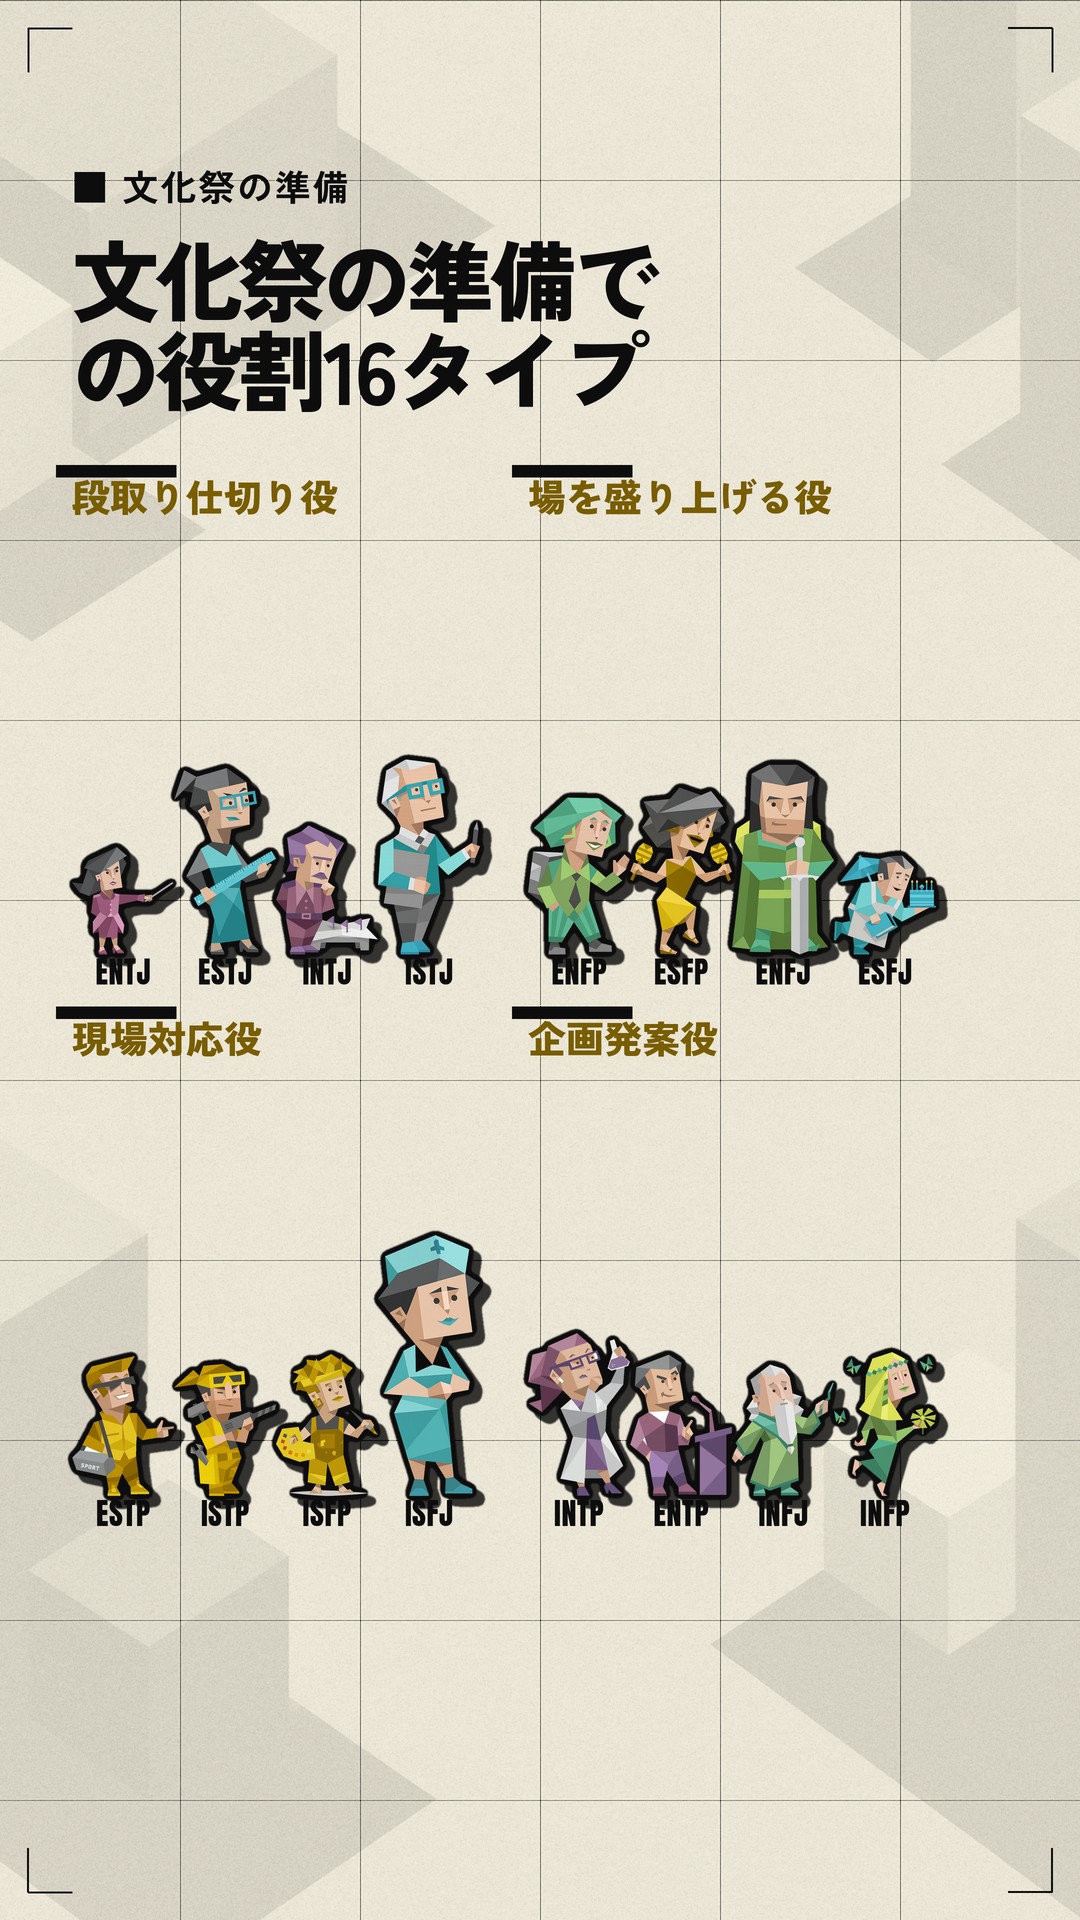 ■ 文化祭の準備
文化祭の準備で
の役割16タイプ
段取り仕切り役
場を盛り上げる役
ENTJ ESTJ INTJ ISTJ
ENFP ESFP ENFJ ESFJ
現場対応役
企画発案役
SPORT
ESTP ISTP ISFP ISFJ
INTP ENTP INFJ INFP